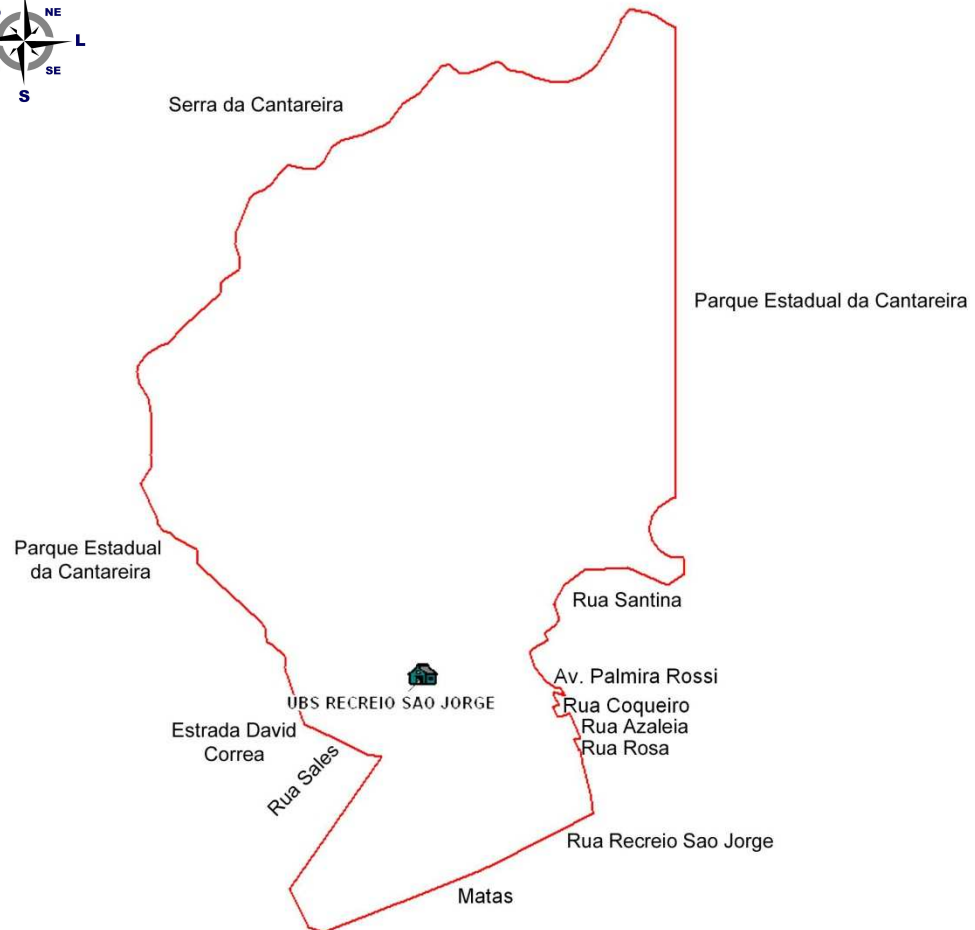 NE
L
SE
S
Serra da Cantareira
Parque Estadual da Cantareira
Parque Estadual
da Cantareira
Rua Santina
Av. Palmira Rossi
UBS RECREIO SAO JORGE
Rua Coqueiro
Estrada David
Correa
Rua Azaleia
Rua Rosa
Rua Sales
Rua Recreio Sao Jorge
Matas